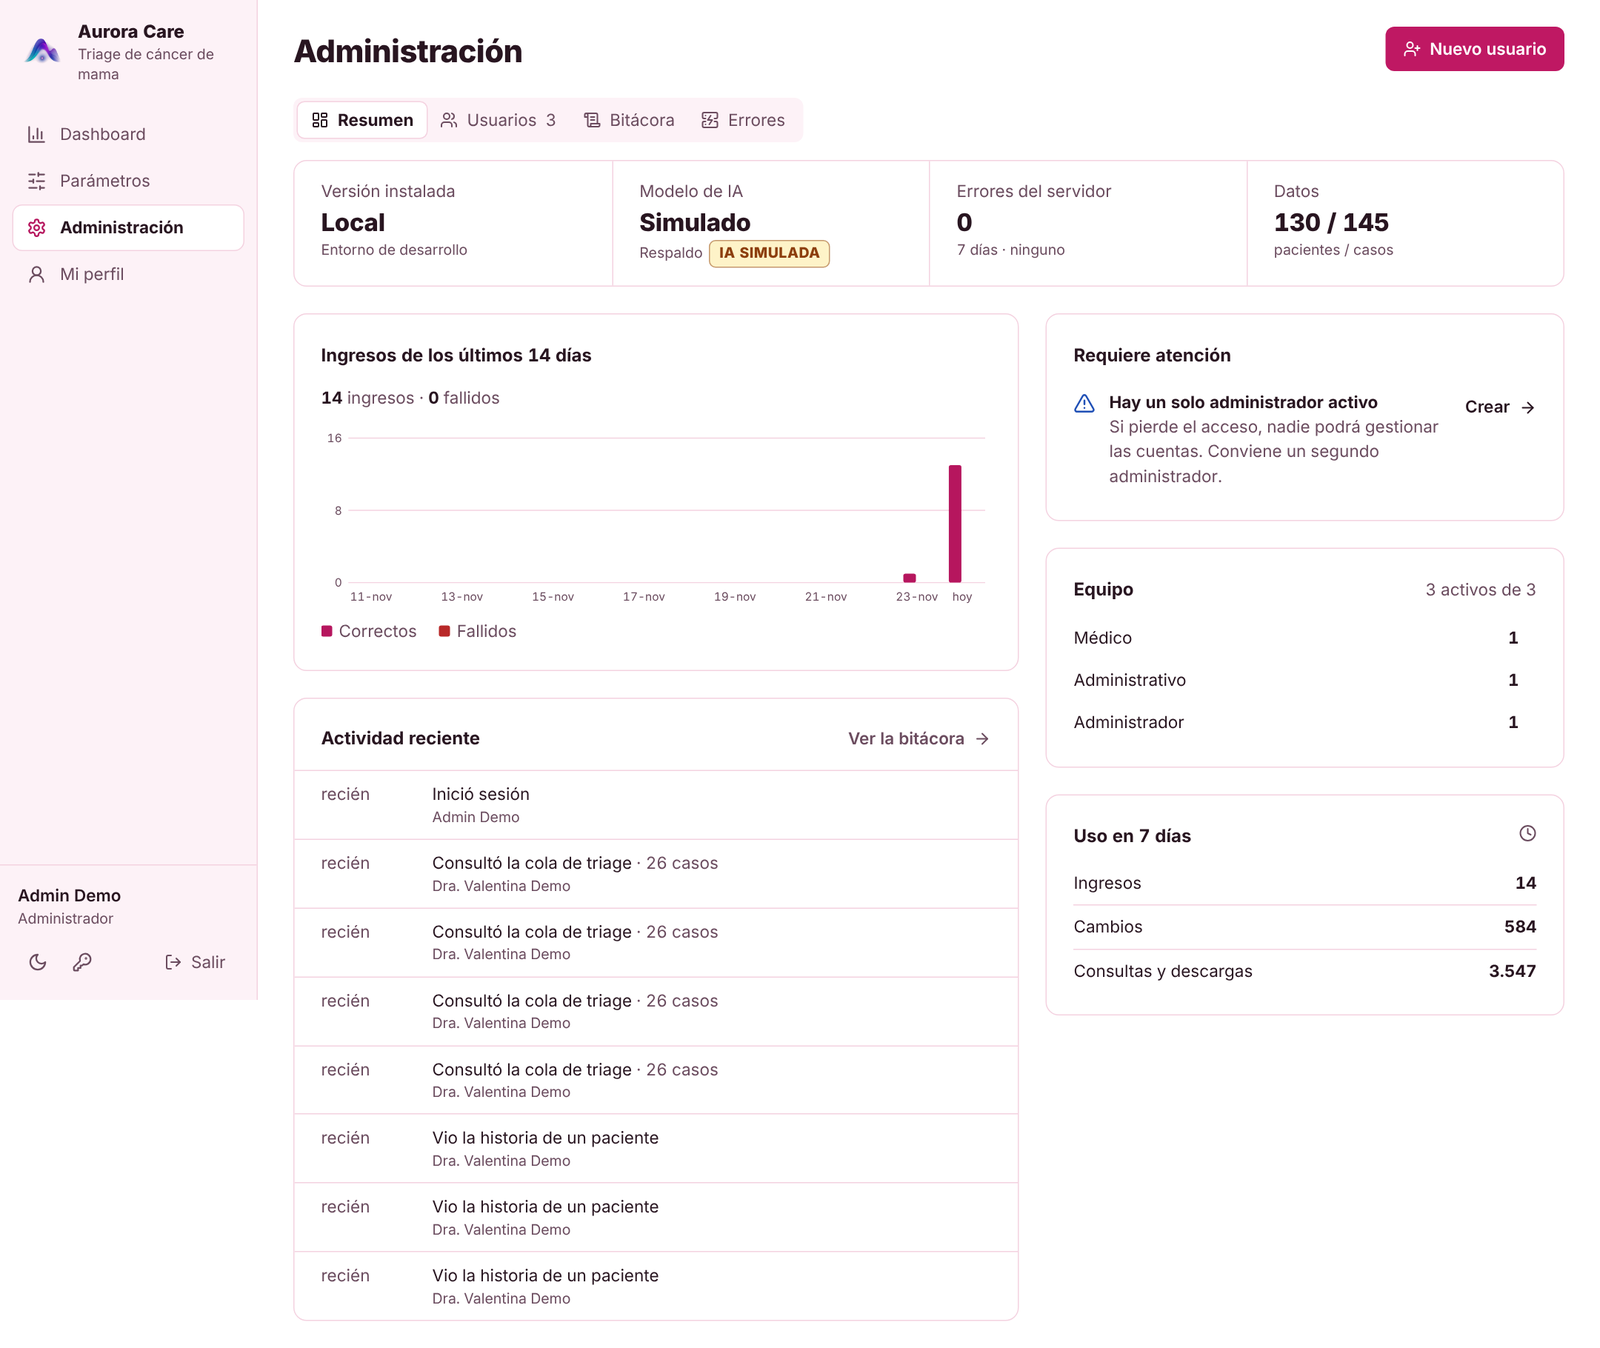 Aurora Care
Triage de cáncer de
mama
Dashboard
Parámetros
Administración
Mi perfil
Admin Demo
Administrador
Salir
Administración
Nuevo usuario
Resumen
Usuarios 3
Bitácora
Errores
Versión instalada
Local
Entorno de desarrollo
Modelo de IA
Simulado
Respaldo IA SIMULADA
Errores del servidor
0
7 días · ninguno
Datos
130 / 145
pacientes / casos
Ingresos de los últimos 14 días
14 ingresos · 0 fallidos
16
8
0
11-nov 13-nov 15-nov 17-nov 19-nov 21-nov 23-nov hoy
Correctos Fallidos
Actividad reciente
Ver la bitácora
recién Inició sesión
Admin Demo
recién Consultó la cola de triage · 26 casos
Dra. Valentina Demo
recién Consultó la cola de triage · 26 casos
Dra. Valentina Demo
recién Consultó la cola de triage · 26 casos
Dra. Valentina Demo
recién Consultó la cola de triage · 26 casos
Dra. Valentina Demo
recién Vio la historia de un paciente
Dra. Valentina Demo
recién Vio la historia de un paciente
Dra. Valentina Demo
recién Vio la historia de un paciente
Dra. Valentina Demo
Requiere atención
Hay un solo administrador activo
Si pierde el acceso, nadie podrá gestionar
las cuentas. Conviene un segundo
administrador.
Crear
Equipo
3 activos de 3
Médico 1
Administrativo 1
Administrador 1
Uso en 7 días
Ingresos 14
Cambios 584
Consultas y descargas 3.547